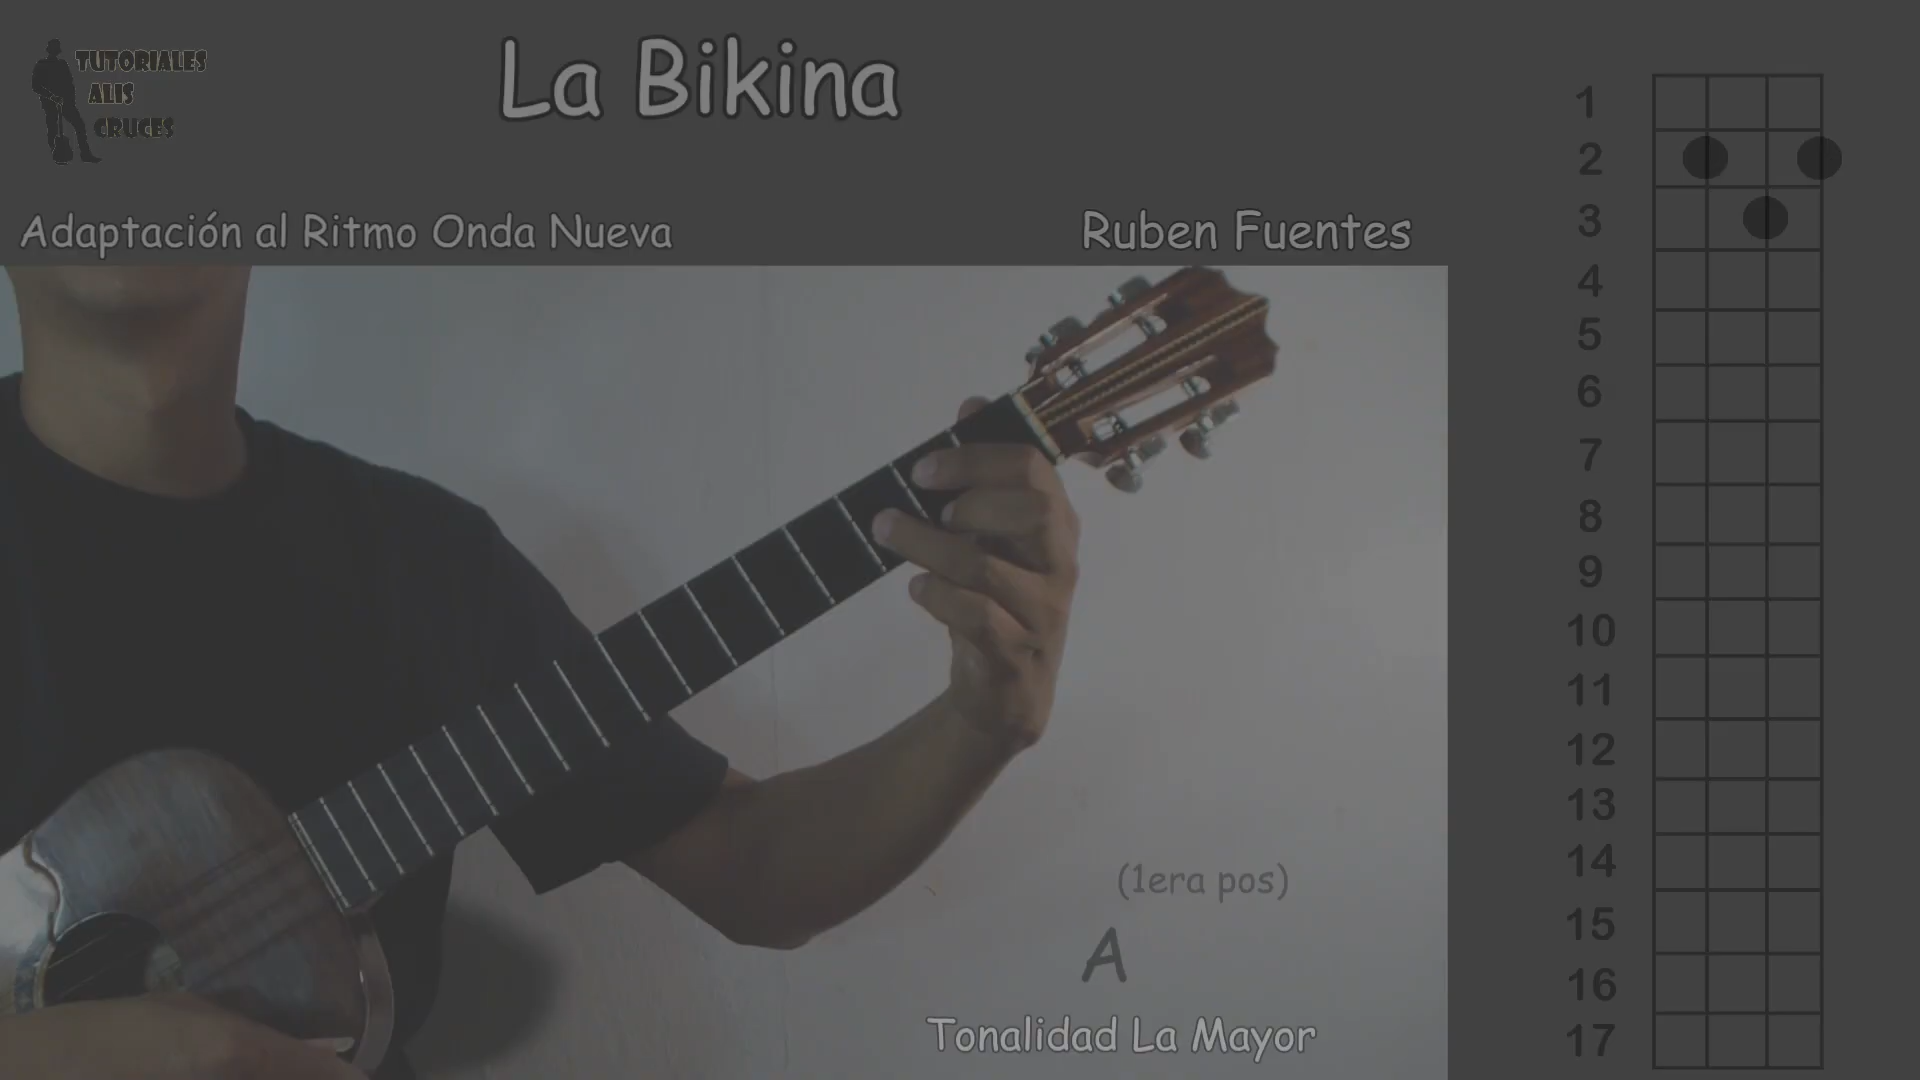 TUTORIALES
ALIS
CRUCES
La Bikina
Adaptación al Ritmo Onda Nueva
Ruben Fuentes
1
2
3
4
5
6
7
8
9
10
11
12
13
14
15
16
17
(1era pos)
A
Tonalidad La Mayor